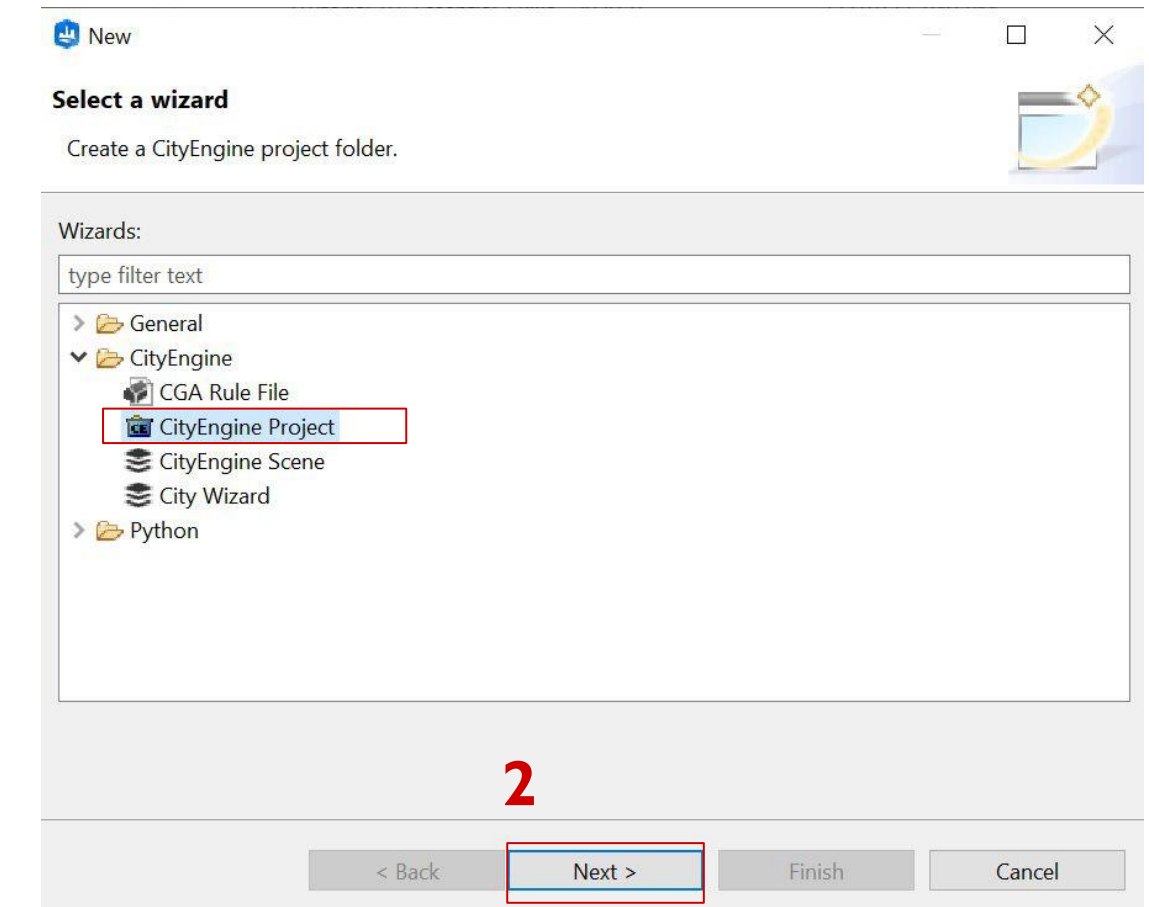 New
Select a wizard
Create a CityEngine project folder.
Wizards:
type filter text
General
CityEngine
CGA Rule File
CE CityEngine Project
CityEngine Scene
City Wizard
Python
2
< Back Next > Finish Cancel